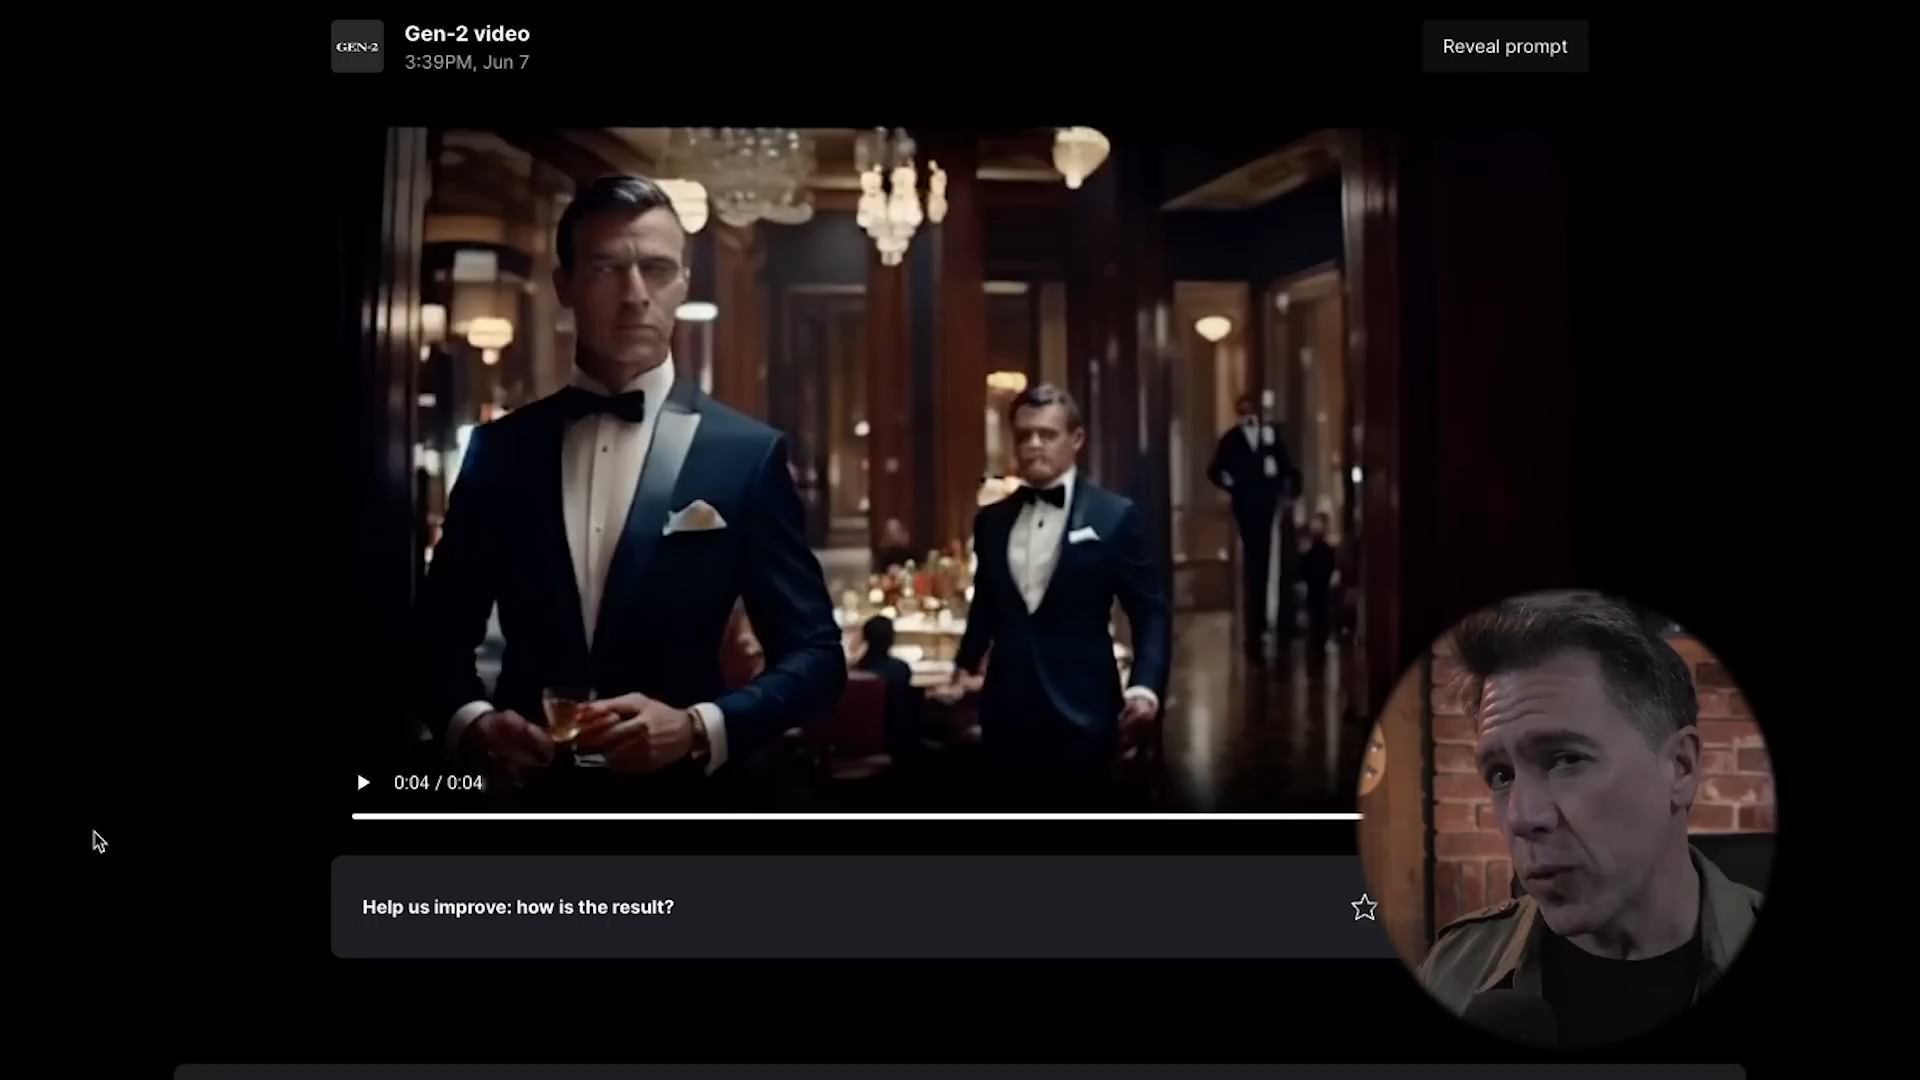 GEN-2
Gen-2 video
3:39PM, Jun 7
Reveal prompt
0:04 / 0:04
Help us improve: how is the result?